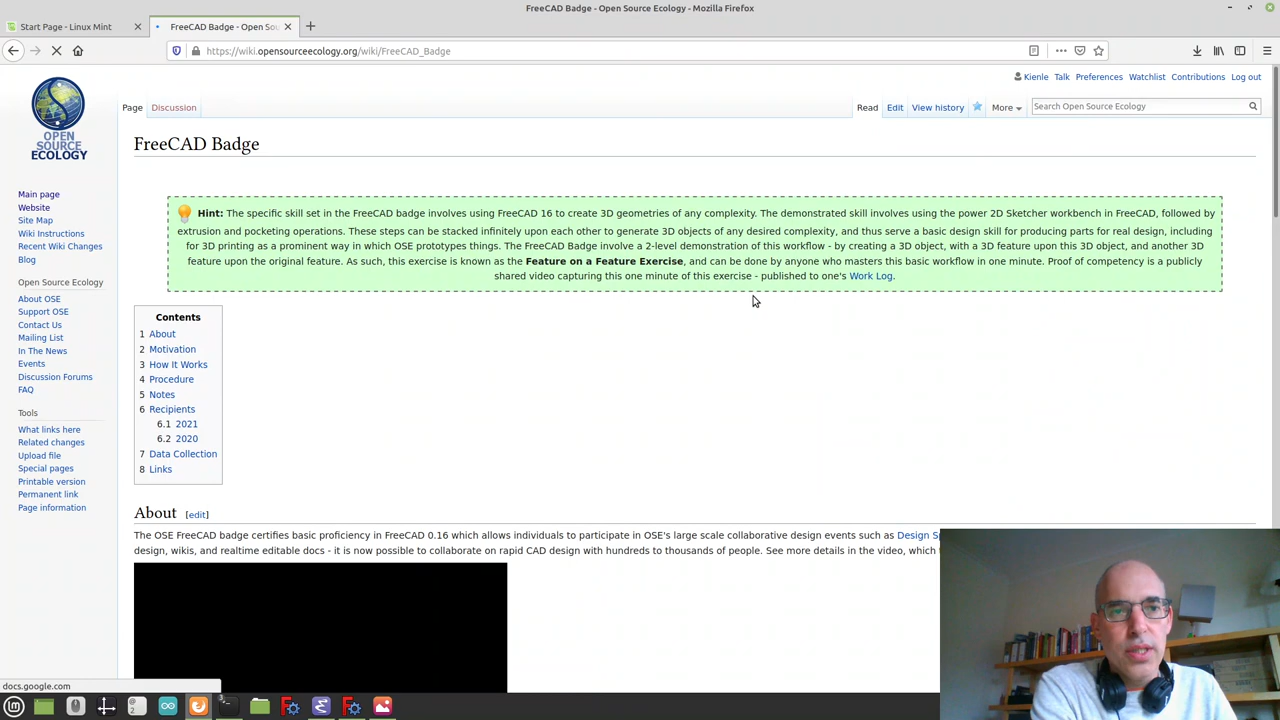 FreeCAD Badge - Open Source Ecology - Mozilla Firefox
Start Page - Linux Mint
FreeCAD Badge - Open Sou
https://wiki.opensourceecology.org/wiki/FreeCAD_Badge
Kienle Talk Preferences Watchlist Contributions Log out
Page Discussion Read Edit View history More Search Open Source Ecology
OPEN
SOURCE
ECOLOGY
FreeCAD Badge
Main page
Website
Site Map
Wiki Instructions
Recent Wiki Changes
Blog
Open Source Ecology
About OSE
Support OSE
Contact Us
Mailing List
In The News
Events
Discussion Forums
FAQ
Tools
What links here
Related changes
Upload file
Special pages
Printable version
Permanent link
Page information
Hint: The specific skill set in the FreeCAD badge involves using FreeCAD 16 to create 3D geometries of any complexity. The demonstrated skill involves using the power 2D Sketcher workbench in FreeCAD, followed by
extrusion and pocketing operations. These steps can be stacked infinitely upon each other to generate 3D objects of any desired complexity, and thus serve a basic design skill for producing parts for real design, including
for 3D printing as a prominent way in which OSE prototypes things. The FreeCAD Badge involve a 2-level demonstration of this workflow - by creating a 3D object, with a 3D feature upon this 3D object, and another 3D
feature upon the original feature. As such, this exercise is known as the Feature on a Feature Exercise, and can be done by anyone who masters this basic workflow in one minute. Proof of competency is a publicly
shared video capturing this one minute of this exercise - published to one's Work Log.
Contents
1 About
2 Motivation
3 How It Works
4 Procedure
5 Notes
6 Recipients
6.1 2021
6.2 2020
7 Data Collection
8 Links
About [edit]
The OSE FreeCAD badge certifies basic proficiency in FreeCAD 0.16 which allows individuals to participate in OSE's large scale collaborative design events such as Design Sp
design, wikis, and realtime editable docs - it is now possible to collaborate on rapid CAD design with hundreds to thousands of people. See more details in the video, which
docs.google.com